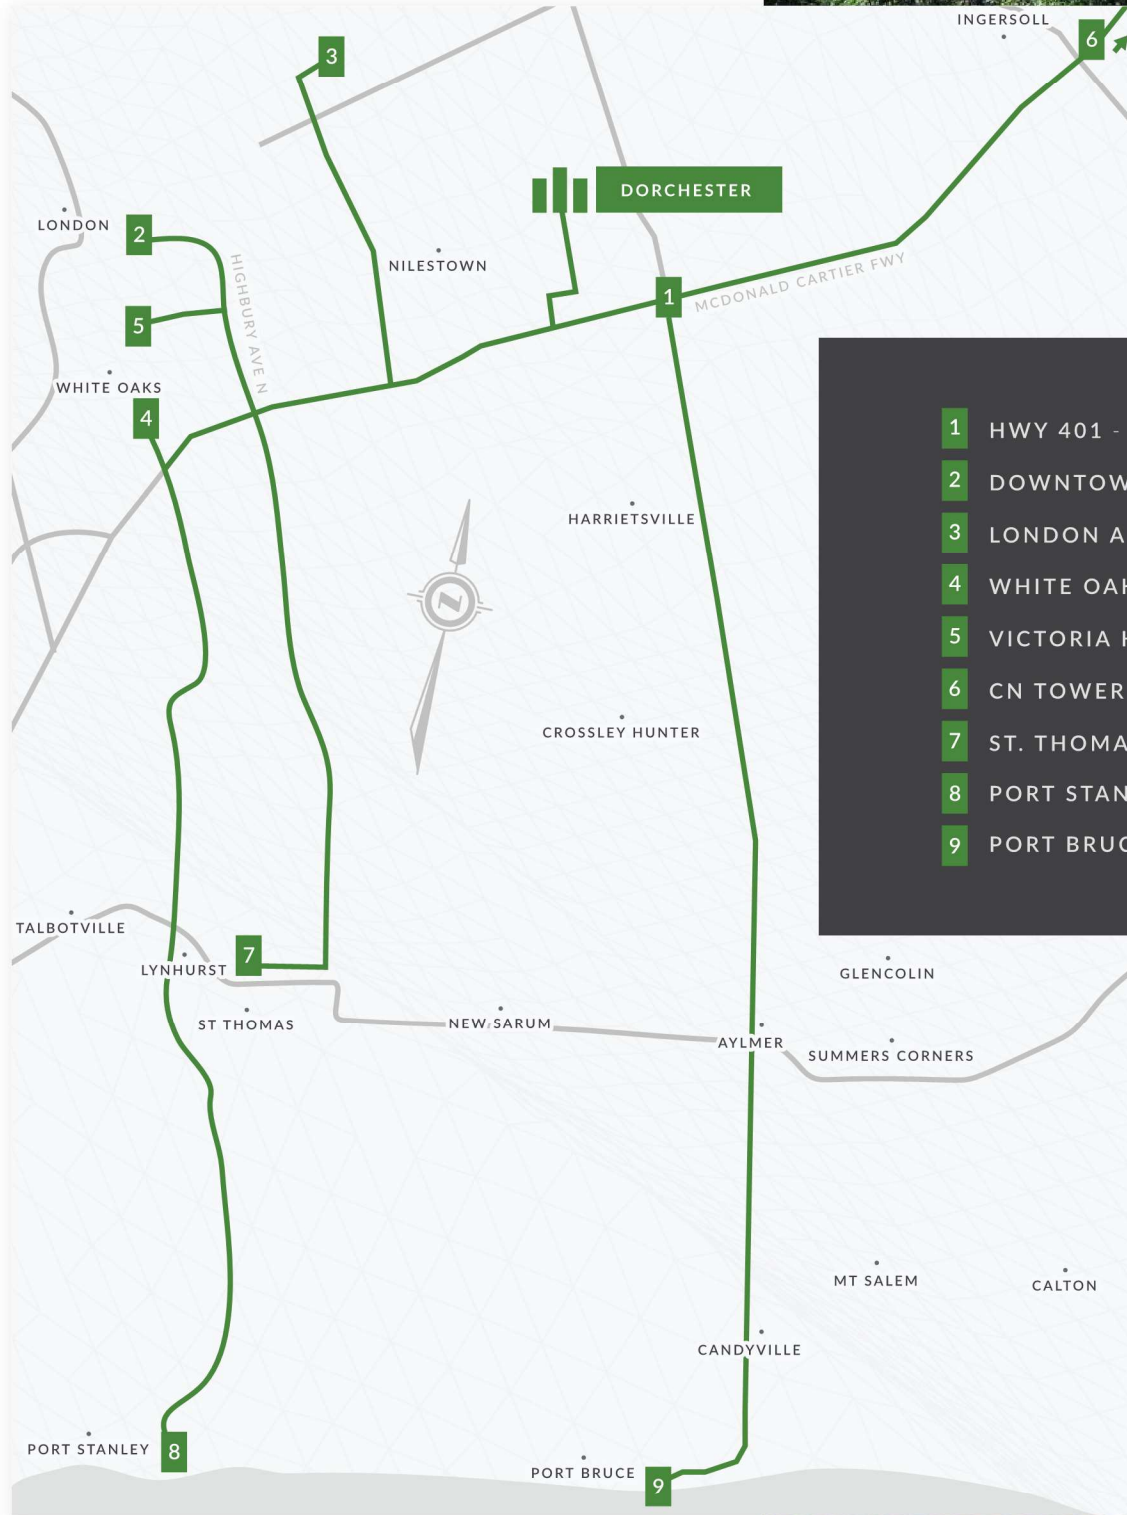 INGERSOLL
6
3
DORCHESTER
LONDON
2
HIGHBURY AVE N
NILESTOWN
MCDONALD CARTIER FWY
1
5
WHITE OAKS
4
HARRIETSVILLE
N
CROSSLEY HUNTER
1 HWY 401 -
2 DOWNTOW
3 LONDON A
4 WHITE OAK
5 VICTORIA H
6 CN TOWER
7 ST. THOMA
8 PORT STAN
9 PORT BRUC
TALBOTVILLE
LYNHURST
7
GLENCOLIN
ST THOMAS
NEW SARUM
AYLMER
SUMMERS CORNERS
MT SALEM
CALTON
CANDYVILLE
PORT STANLEY
8
PORT BRUCE
9